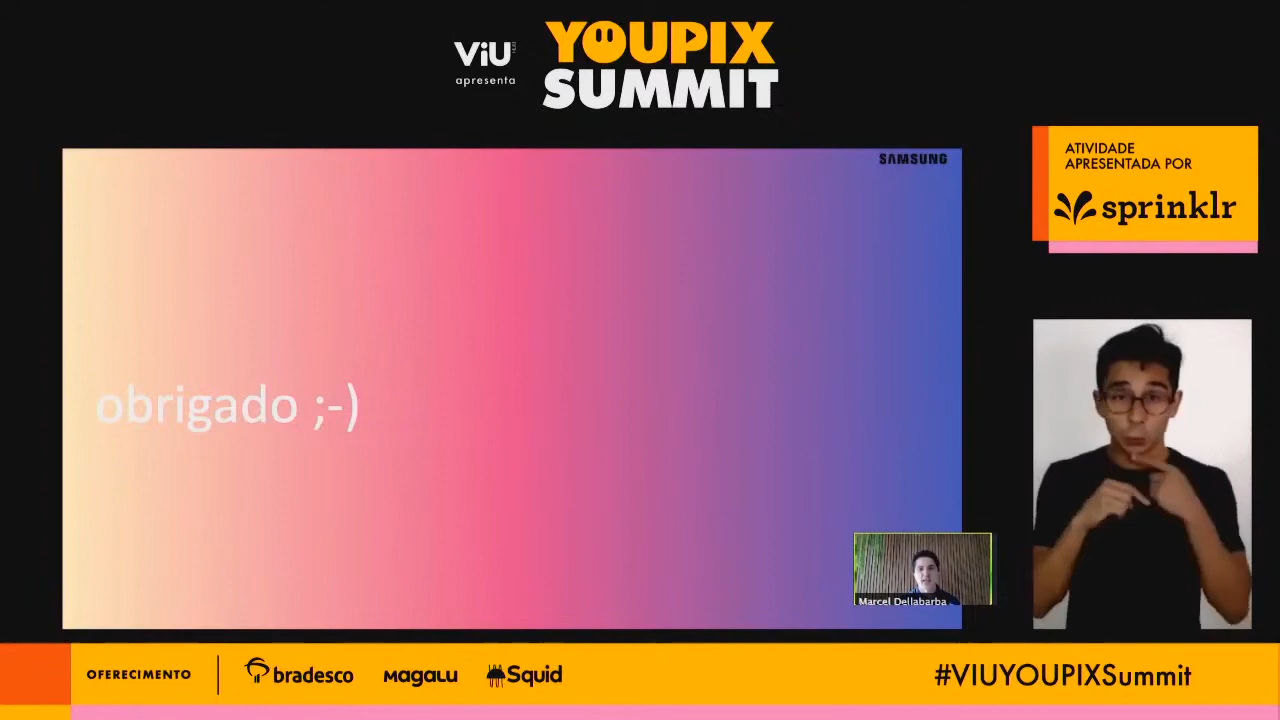 ViU
apresenta
YOUPIX
SUMMIT
SAMSUNG
ATIVIDADE
APRESENTADA POR
sprinklr
obrigado ;-)
Marcel Dellabarba
OFERECIMENTO
bradesco
MAGALU
Squid
#VIUYOUPIXSummit